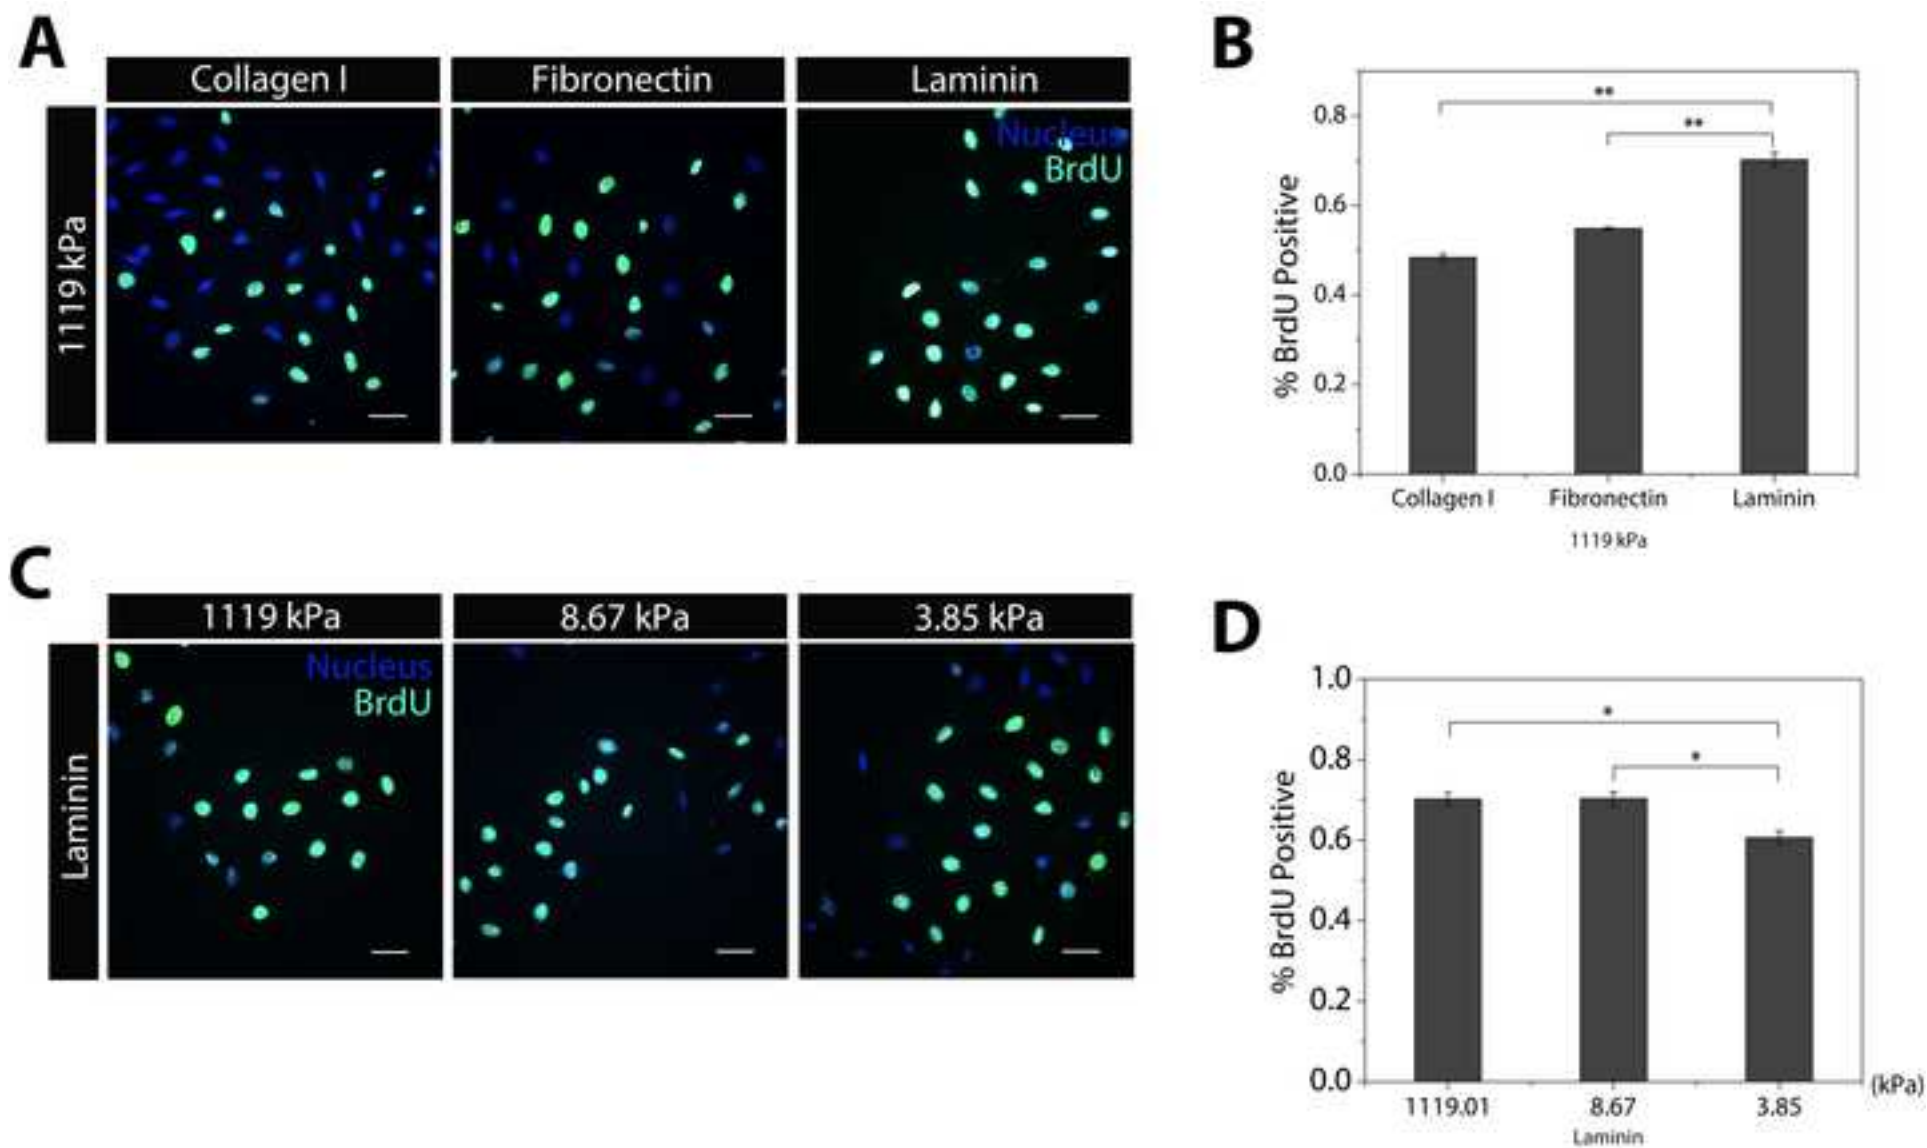 A
Collagen I
Fibronectin
Laminin
1119 kPa
Nucleus
BrdU
B
% BrdU Positive
0.8
0.6
0.4
0.2
0.0
**
**
Collagen I
Fibronectin
Laminin
1119 kPa
C
1119 kPa
8.67 kPa
3.85 kPa
Laminin
Nucleus
BrdU
D
% BrdU Positive
1.0
0.8
0.6
0.4
0.2
0.0
*
*
1119.01
8.67
3.85
(kPa)
Laminin